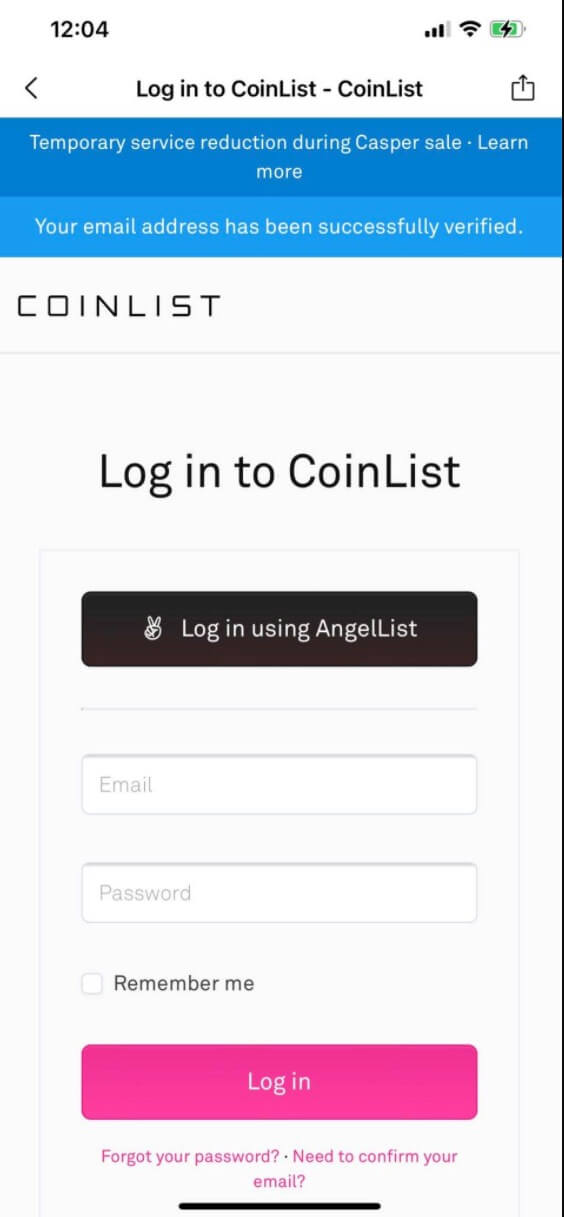 12:04
Log in to CoinList - CoinList
Temporary service reduction during Casper sale · Learn
more
Your email address has been successfully verified.
COINLIST
Log in to CoinList
Log in using AngelList
Email
Password
Remember me
Log in
Forgot your password? · Need to confirm your
email?